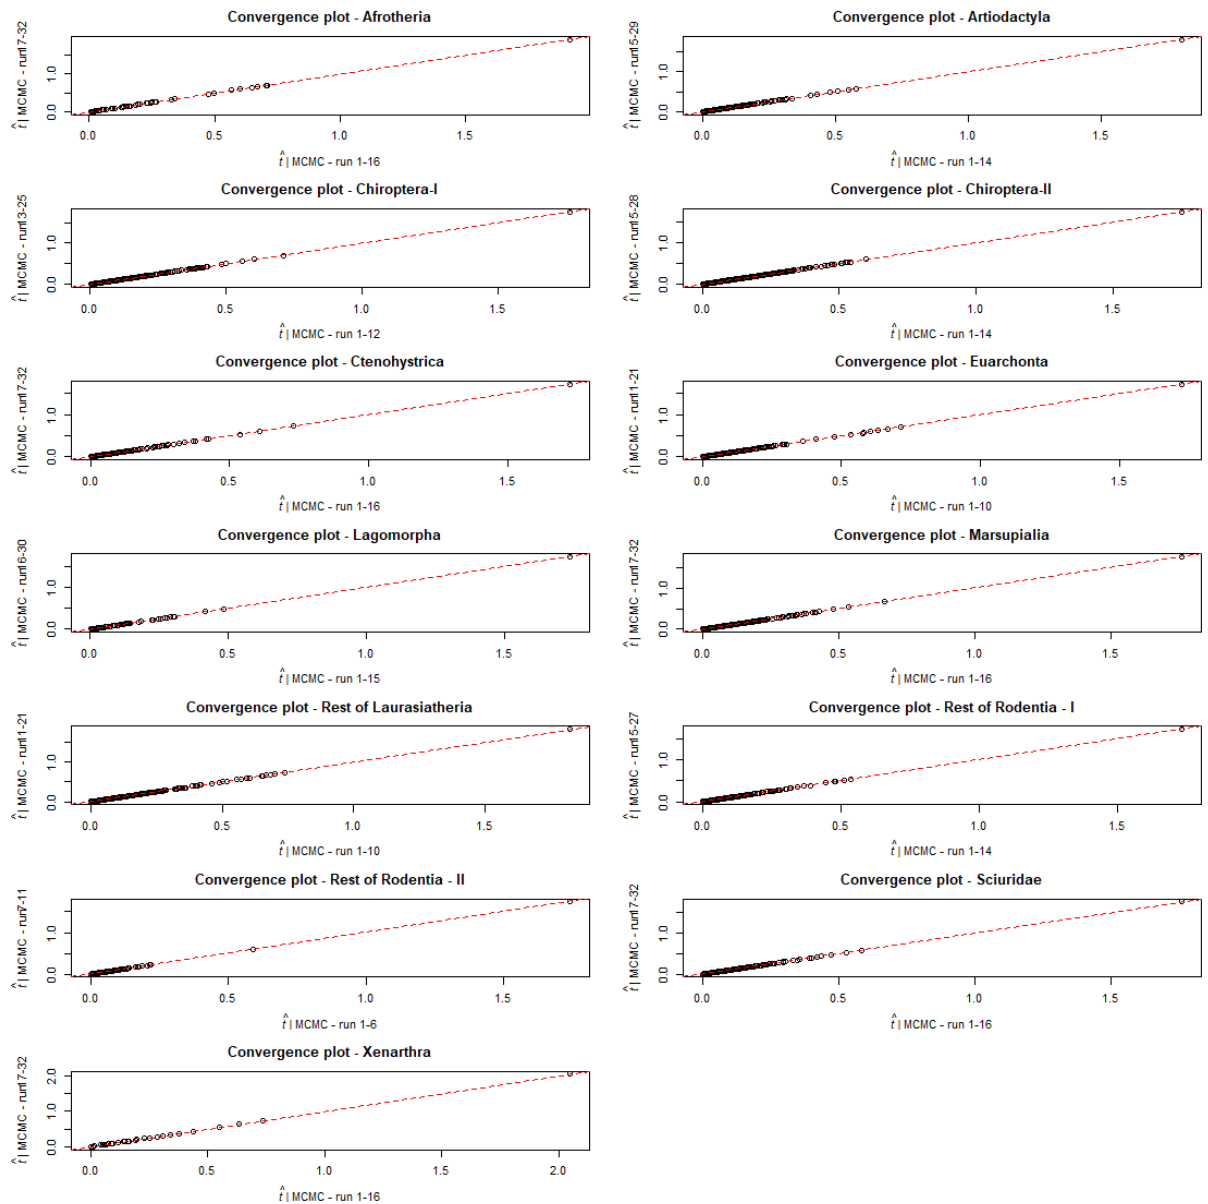 Convergence plot - Afrotheria
t̂ | MCMC - run17-32
0.0 1.0
0.0 0.5 1.0 1.5
t̂ | MCMC - run 1-16
Convergence plot - Artiodactyla
t̂ | MCMC - run15-29
0.0 1.0
0.0 0.5 1.0 1.5
t̂ | MCMC - run 1-14
Convergence plot - Chiroptera-I
t̂ | MCMC - run13-25
0.0 1.0
0.0 0.5 1.0 1.5
t̂ | MCMC - run 1-12
Convergence plot - Chiroptera-II
t̂ | MCMC - run15-28
0.0 1.0
0.0 0.5 1.0 1.5
t̂ | MCMC - run 1-14
Convergence plot - Ctenohystrica
t̂ | MCMC - run17-32
0.0 1.0
0.0 0.5 1.0 1.5
t̂ | MCMC - run 1-16
Convergence plot - Euarchonta
t̂ | MCMC - run11-21
0.0 1.0
0.0 0.5 1.0 1.5
t̂ | MCMC - run 1-10
Convergence plot - Lagomorpha
t̂ | MCMC - run16-30
0.0 1.0
0.0 0.5 1.0 1.5
t̂ | MCMC - run 1-15
Convergence plot - Marsupialia
t̂ | MCMC - run17-32
0.0 1.0
0.0 0.5 1.0 1.5
t̂ | MCMC - run 1-16
Convergence plot - Rest of Laurasiatheria
t̂ | MCMC - run11-21
0.0 1.0
0.0 0.5 1.0 1.5
t̂ | MCMC - run 1-10
Convergence plot - Rest of Rodentia - I
t̂ | MCMC - run15-27
0.0 1.0
0.0 0.5 1.0 1.5
t̂ | MCMC - run 1-14
Convergence plot - Rest of Rodentia - II
t̂ | MCMC - run7-11
0.0 1.0
0.0 0.5 1.0 1.5
t̂ | MCMC - run 1-6
Convergence plot - Sciuridae
t̂ | MCMC - run17-32
0.0 1.0
0.0 0.5 1.0 1.5
t̂ | MCMC - run 1-16
Convergence plot - Xenarthra
t̂ | MCMC - run17-32
0.0 1.0 2.0
0.0 0.5 1.0 1.5 2.0
t̂ | MCMC - run 1-16